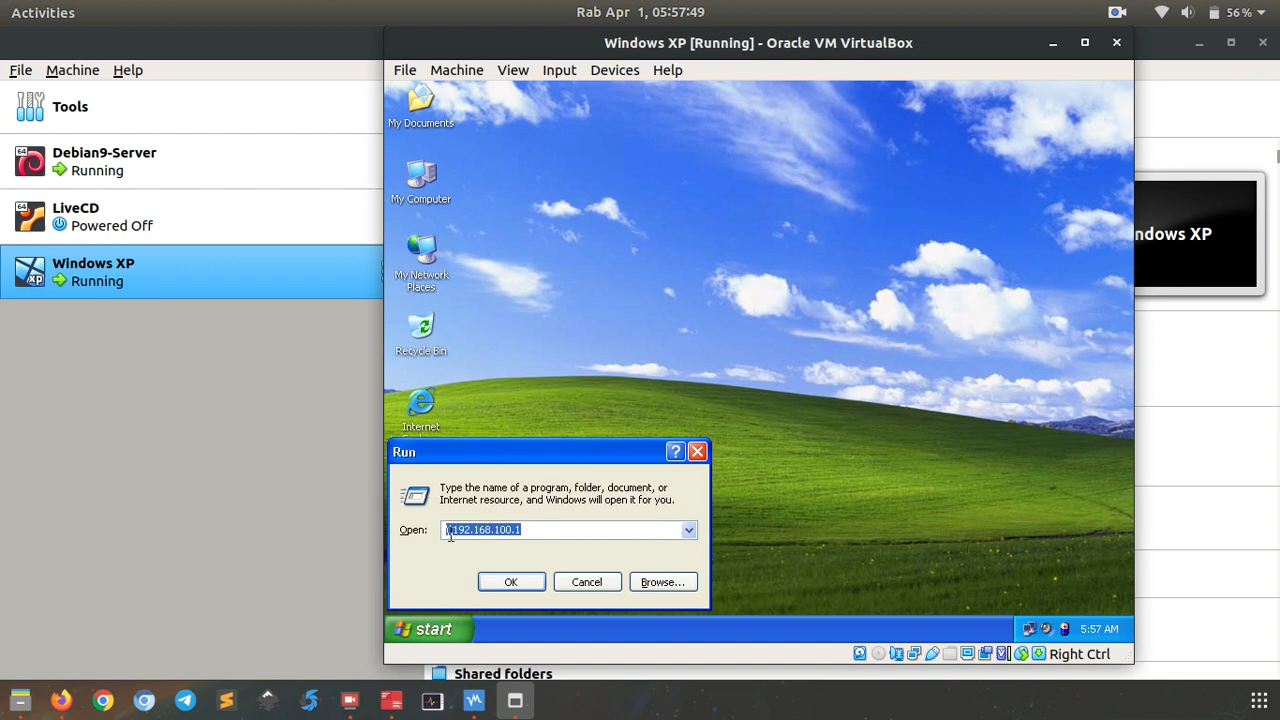 Activities
Rab Apr 1, 05:57:49
56 %
Windows XP [Running] - Oracle VM VirtualBox
File Machine Help
File Machine View Input Devices Help
Tools
Debian9-Server
Running
LiveCD
Powered Off
Windows XP
Running
64
64
XP
My Documents
My Computer
My Network
Places
Recycle Bin
Internet
ndows XP
Run
Type the name of a program, folder, document, or
Internet resource, and Windows will open it for you.
Open:
192.168.100.1
OK Cancel Browse...
start
5:57 AM
Right Ctrl
Shared folders